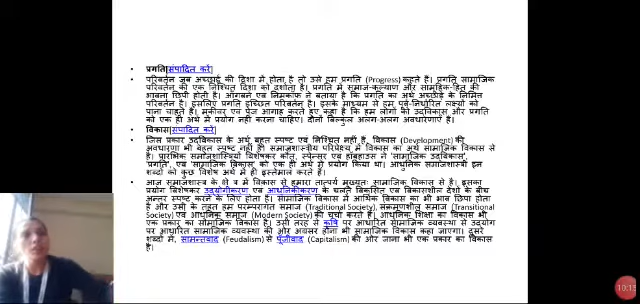 • प्रगति[संपादित करें]
• परिवर्तन जब अच्छाई की दिशा में होता है तो उसे हम प्रगति (Progress) कहते हैं। प्रगति सामाजिक
परिवर्तन की एक निश्चित दिशा को दर्शाता है। प्रगति में समाज-कल्याण और सामूहिक-हित की
भावना छिपी होती है। ऑगबर्न एवं निमकॉफ ने बताया है कि प्रगति का अर्थ अच्छाई के निमित्त
परिवर्तन है। इसलिए प्रगति इच्छित परिवर्तन है। इसके माध्यम से हम पूर्व-निर्धारित लक्ष्यों को
पाना चाहते हैं। मकीवर एवं पेज आगाह करते हुए कहा है कि हम लोगों को उद्विकास और प्रगति
को एक ही अर्थ में प्रयोग नहीं करना चाहिए। दोनों बिल्कुल अलग-अलग अवधारणाएँ हैं।
• विकास[संपादित करें]
• जिस प्रकार उद्विकास के अर्थ बहुत स्पष्ट एवं निश्चित नहीं हैं, विकास (Development) की
अवधारणा भी बहुत स्पष्ट नहीं है। समाजशास्त्रीय परिप्रेक्ष्य में विकास का अर्थ सामाजिक विकास से
है। प्रारंभिक समाजशास्त्रियों विशेषकर कौंत, स्पेन्सर एवं हॉबहाउस ने 'सामाजिक उद्विकास',
'प्रगति', एवं 'सामाजिक विकास' को एक ही अर्थ में प्रयोग किया था। आधुनिक समाजशास्त्री इन
शब्दों को कुछ विशेष अर्थ में ही इस्तेमाल करते हैं।
• आज समाजशास्त्र के क्षेत्र में विकास से हमारा तात्पर्य मुख्यतः सामाजिक विकास से है। इसका
प्रयोग विशेषकर उद्योगीकरण एवं आधुनिकीकरण के चलते विकसित एवं विकासशील देशों के बीच
अन्तर स्पष्ट करने के लिए होता है। सामाजिक विकास में आर्थिक विकास का भी भाव छिपा होता
है और उसी के तहत हम परम्परागत समाज (Traditional Society), संक्रमणशील समाज (Transitional
Society) एवं आधुनिक समाज (Modern Society) की चर्चा करते हैं। आधुनिक शिक्षा का विकास भी
एक प्रकार का सामाजिक विकास है। उसी तरह से कृषि पर आधारित सामाजिक व्यवस्था से उद्योग
पर आधारित सामाजिक व्यवस्था की ओर अग्रसर होना भी सामाजिक विकास कहा जाएगा। दूसरे
शब्दों में, सामन्तवाद (Feudalism) से पूँजीवाद (Capitalism) की ओर जाना भी एक प्रकार का विकास
है।